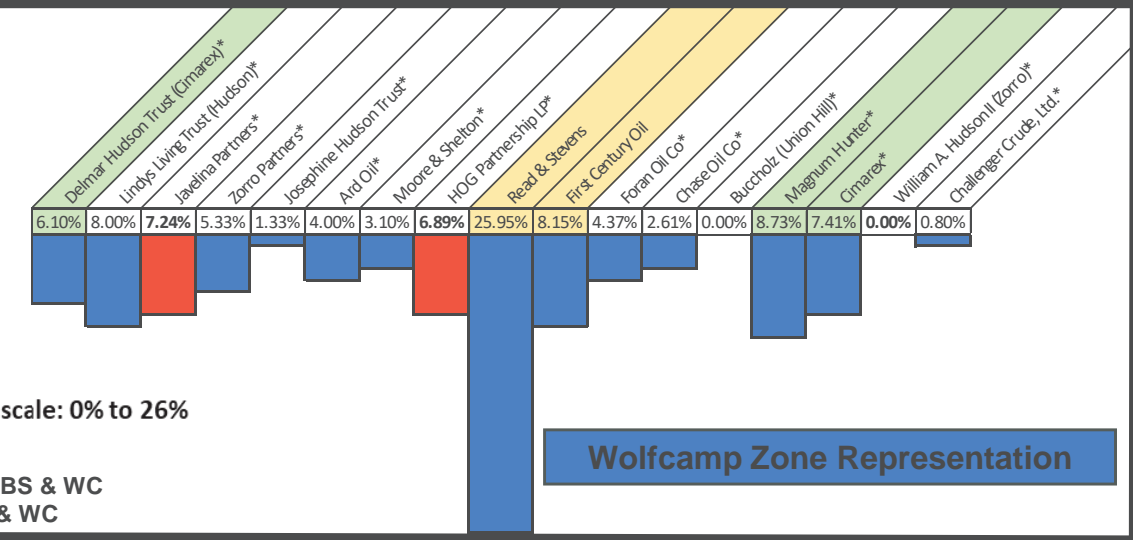 Delmar Hudson Trust (Cimarex)*
Lindys Living Trust (Hudson)*
Javelina Partners*
Zorro Partners*
Josephine Hudson Trust*
Ard Oil*
Moore & Shelton*
HOG Partnership LP*
Read & Stevens
First Century Oil
Foran Oil Co*
Chase Oil Co*
Buccholz (Union Hill)*
Magnum Hunter*
Cimarex*
William A. Hudson II (Zorro)*
Challenger Crude, Ltd.*
6.10% 8.00% 7.24% 5.33% 1.33% 4.00% 3.10% 6.89% 25.95% 8.15% 4.37% 2.61% 0.00% 8.73% 7.41% 0.00% 0.80%
scale: 0% to 26%
Wolfcamp Zone Representation
BS & WC
& WC